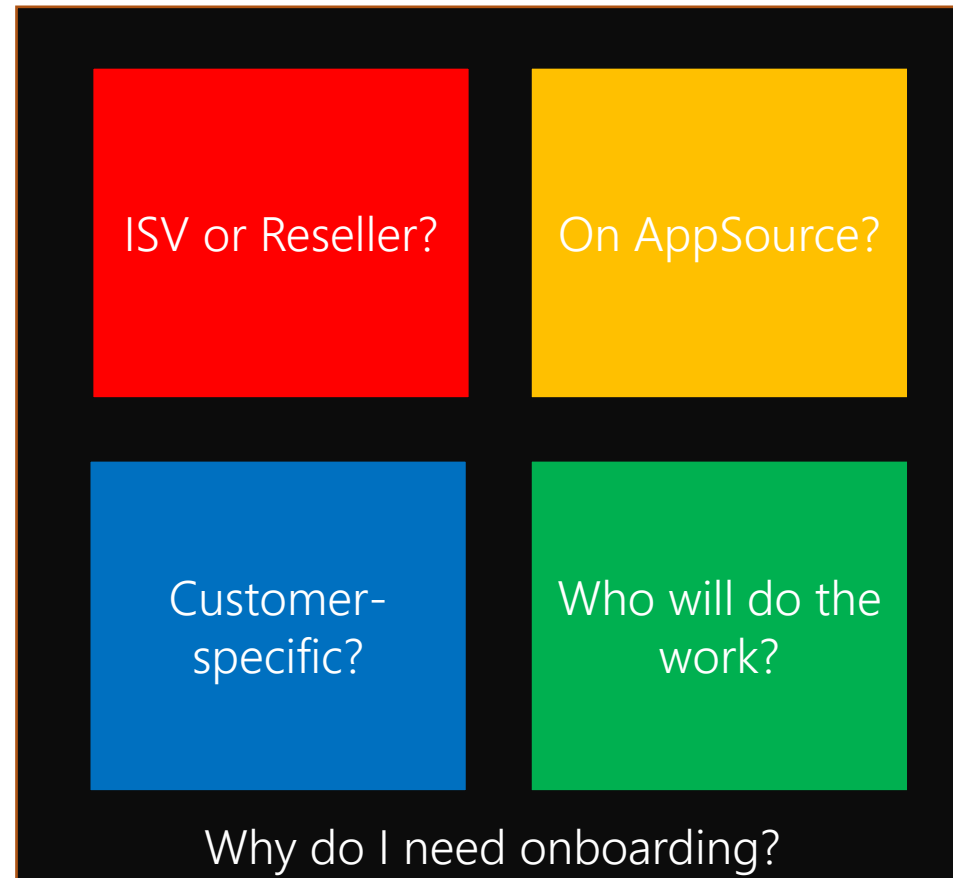 ISV or Reseller?
On AppSource?
Customer-
specific?
Who will do the
work?
Why do I need onboarding?